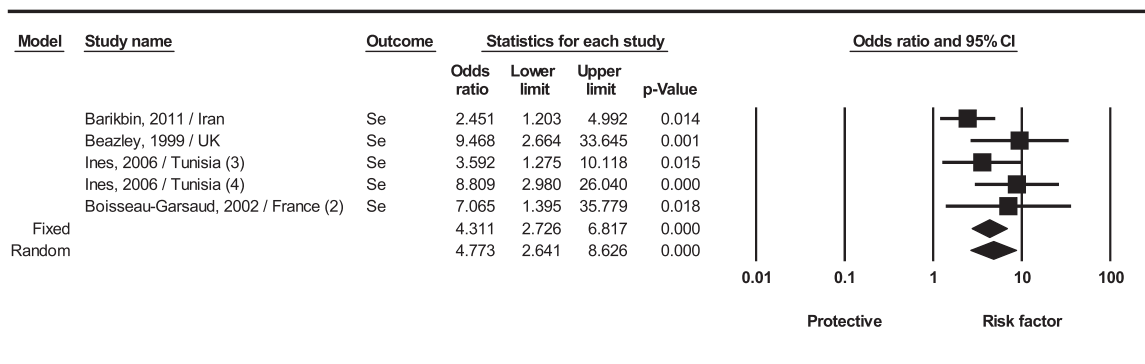 Model Study name Outcome Statistics for each study Odds ratio and 95% CI
Odds Lower Upper
ratio limit limit p-Value
Barikbin, 2011 / Iran Se 2.451 1.203 4.992 0.014
Beazley, 1999 / UK Se 9.468 2.664 33.645 0.001
Ines, 2006 / Tunisia (3) Se 3.592 1.275 10.118 0.015
Ines, 2006 / Tunisia (4) Se 8.809 2.980 26.040 0.000
Boisseau-Garsaud, 2002 / France (2) Se 7.065 1.395 35.779 0.018
Fixed 4.311 2.726 6.817 0.000
Random 4.773 2.641 8.626 0.000
0.01 0.1 1 10 100
Protective Risk factor